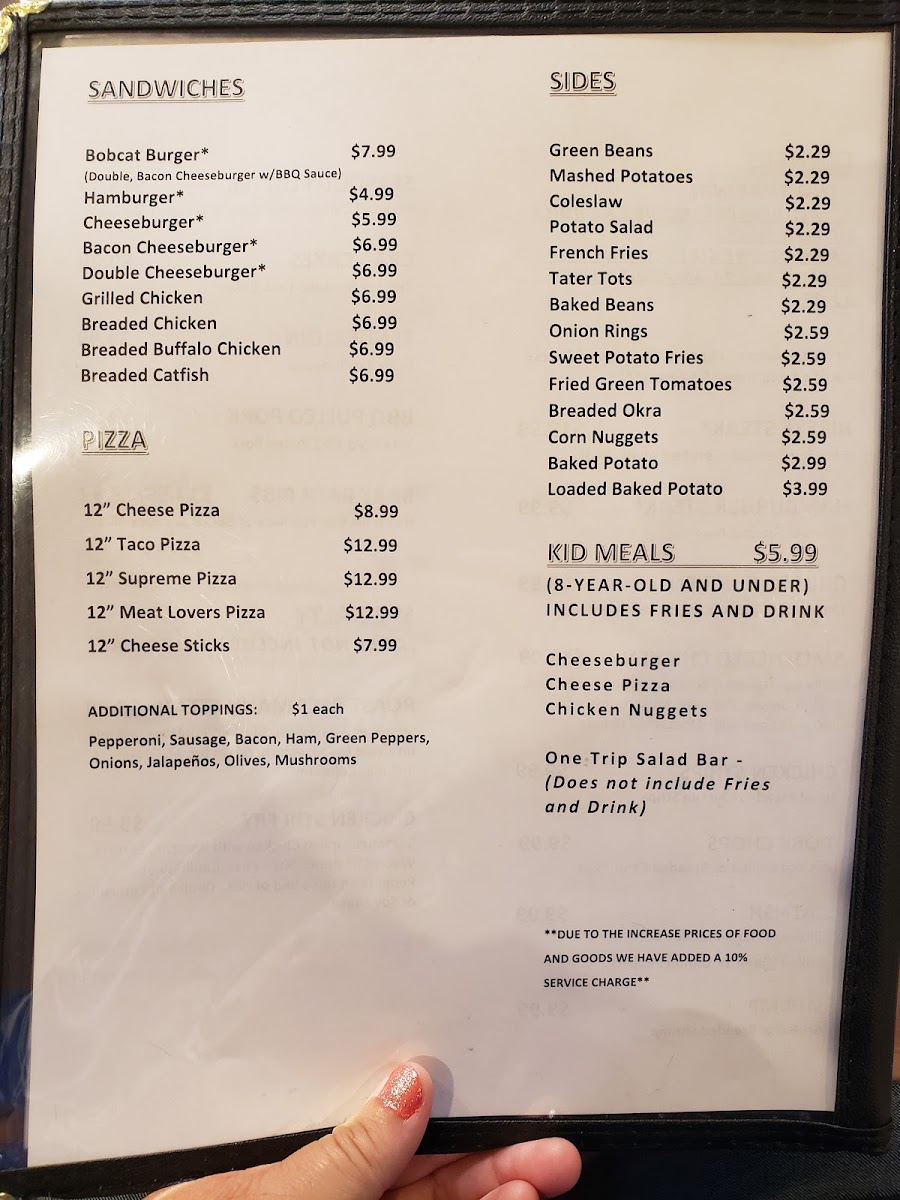 SANDWICHES
Bobcat Burger* $7.99
(Double, Bacon Cheeseburger w/BBQ Sauce)
Hamburger* $4.99
Cheeseburger* $5.99
Bacon Cheeseburger* $6.99
Double Cheeseburger* $6.99
Grilled Chicken $6.99
Breaded Chicken $6.99
Breaded Buffalo Chicken $6.99
Breaded Catfish $6.99
PIZZA
12” Cheese Pizza $8.99
12” Taco Pizza $12.99
12” Supreme Pizza $12.99
12” Meat Lovers Pizza $12.99
12” Cheese Sticks $7.99
ADDITIONAL TOPPINGS: $1 each
Pepperoni, Sausage, Bacon, Ham, Green Peppers,
Onions, Jalapeños, Olives, Mushrooms
SIDES
Green Beans $2.29
Mashed Potatoes $2.29
Coleslaw $2.29
Potato Salad $2.29
French Fries $2.29
Tater Tots $2.29
Baked Beans $2.29
Onion Rings $2.59
Sweet Potato Fries $2.59
Fried Green Tomatoes $2.59
Breaded Okra $2.59
Corn Nuggets $2.59
Baked Potato $2.99
Loaded Baked Potato $3.99
KID MEALS $5.99
(8-YEAR-OLD AND UNDER)
INCLUDES FRIES AND DRINK
Cheeseburger
Cheese Pizza
Chicken Nuggets
One Trip Salad Bar -
(Does not include Fries
and Drink)
**DUE TO THE INCREASE PRICES OF FOOD
AND GOODS WE HAVE ADDED A 10%
SERVICE CHARGE**